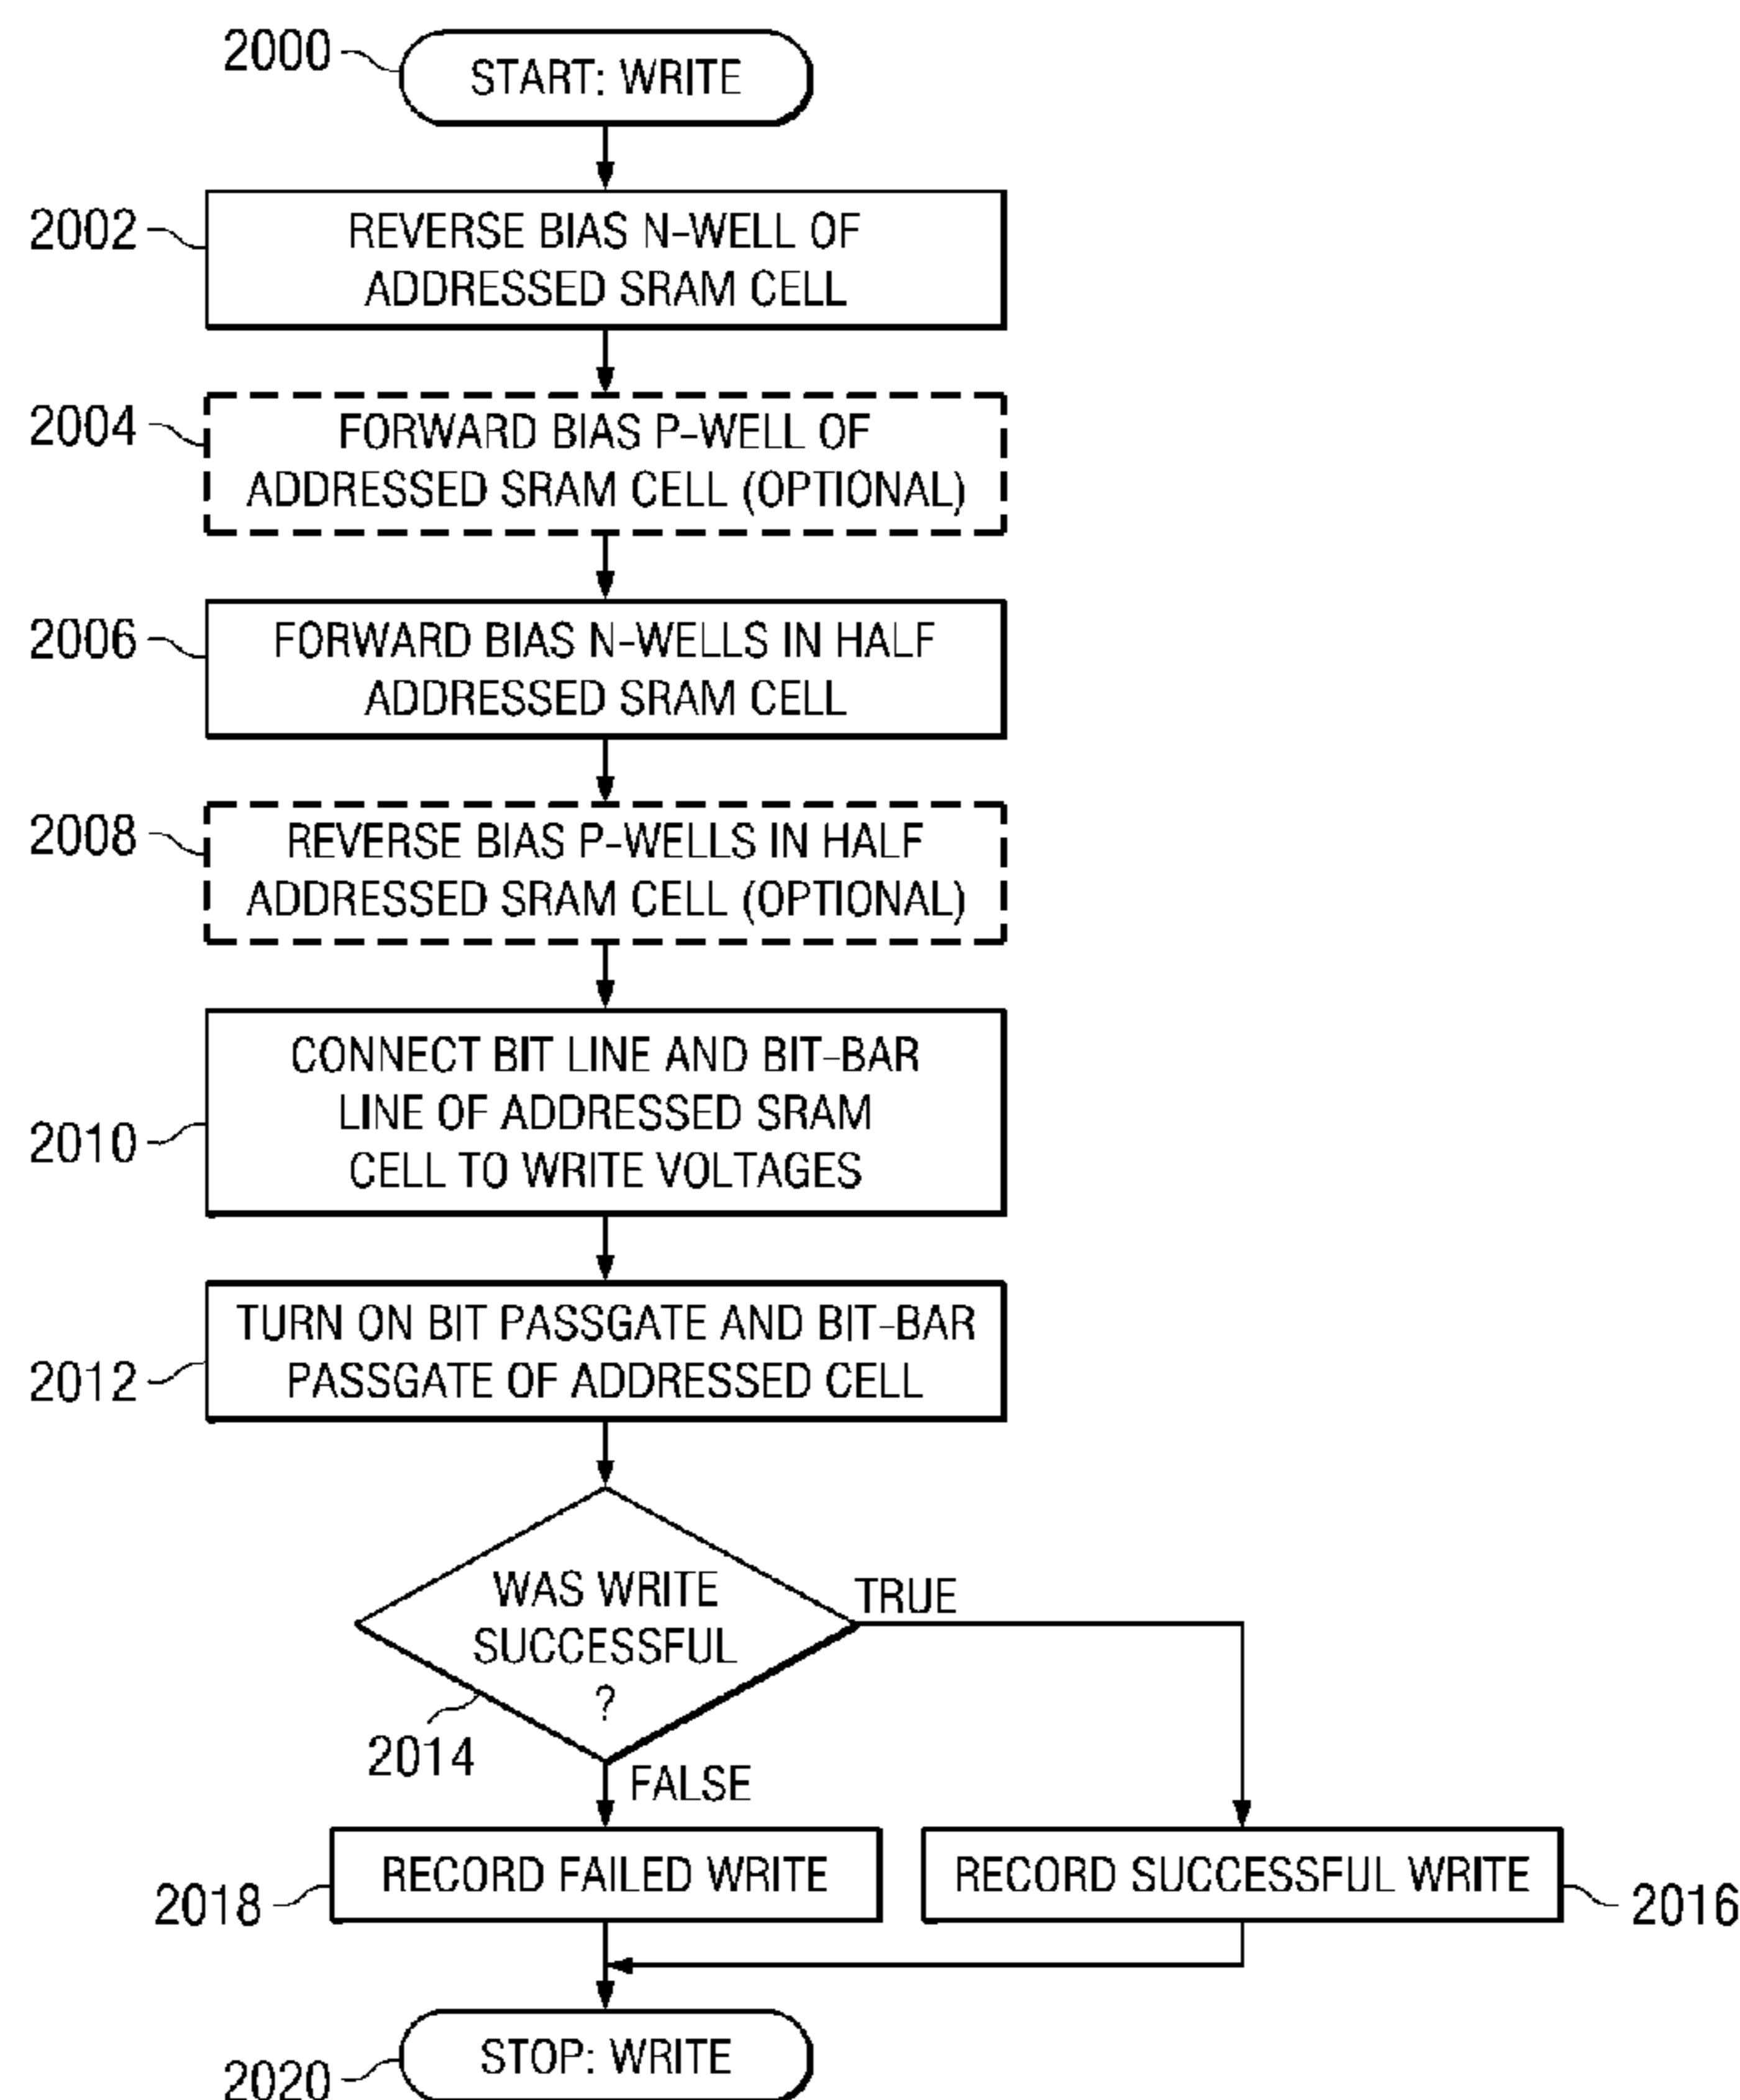 2000
START: WRITE
2002
REVERSE BIAS N-WELL OF
ADDRESSED SRAM CELL
2004
FORWARD BIAS P-WELL OF
ADDRESSED SRAM CELL (OPTIONAL)
2006
FORWARD BIAS N-WELLS IN HALF
ADDRESSED SRAM CELL
2008
REVERSE BIAS P-WELLS IN HALF
ADDRESSED SRAM CELL (OPTIONAL)
2010
CONNECT BIT LINE AND BIT-BAR
LINE OF ADDRESSED SRAM
CELL TO WRITE VOLTAGES
2012
TURN ON BIT PASSGATE AND BIT-BAR
PASSGATE OF ADDRESSED CELL
WAS WRITE
SUCCESSFUL
?
TRUE
2014
FALSE
2018
RECORD FAILED WRITE
RECORD SUCCESSFUL WRITE
2016
STOP: WRITE
2020